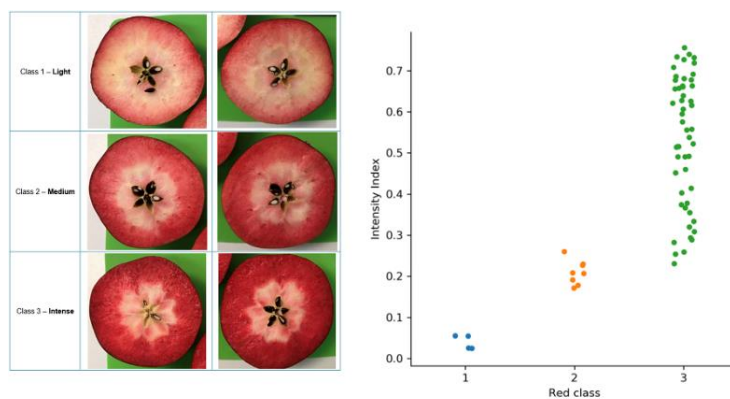 Class 1 – Light
Class 2 – Medium
Class 3 – Intense
Intensity Index
0.7
0.6
0.5
0.4
0.3
0.2
0.1
0.0
1
2
3
Red class